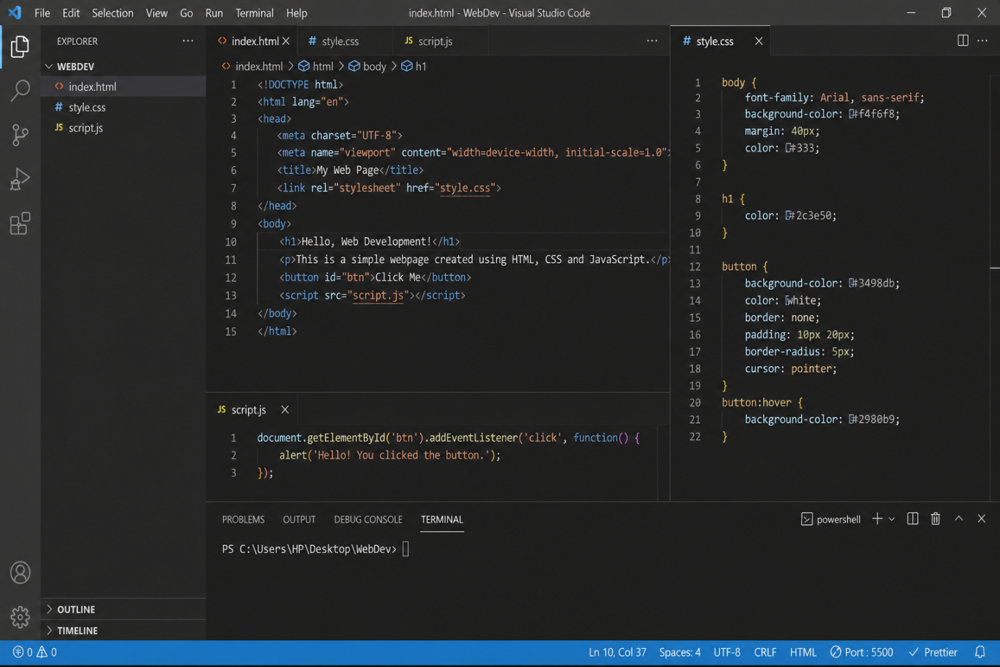 File Edit Selection View Go Run Terminal Help index.html - WebDev - Visual Studio Code
EXPLORER ...
WEBDEV
<> index.html
# style.css
JS script.js
OUTLINE
TIMELINE
<> index.html # style.css JS script.js ...
<> index.html > html > body > h1
1 <!DOCTYPE html>
2 <html lang="en">
3 <head>
4 <meta charset="UTF-8">
5 <meta name="viewport" content="width=device-width, initial-scale=1.0">
6 <title>My Web Page</title>
7 <link rel="stylesheet" href="style.css">
8 </head>
9 <body>
10 <h1>Hello, Web Development!</h1>
11 <p>This is a simple webpage created using HTML, CSS and JavaScript.</p>
12 <button id="btn">Click Me</button>
13 <script src="script.js"></script>
14 </body>
15 </html>
JS script.js
1 document.getElementById('btn').addEventListener('click', function() {
2 alert('Hello! You clicked the button.');
3 });
# style.css ...
1 body {
2 font-family: Arial, sans-serif;
3 background-color: #f4f6f8;
4 margin: 40px;
5 color: #333;
6 }
7
8 h1 {
9 color: #2c3e50;
10 }
11
12 button {
13 background-color: #3498db;
14 color: white;
15 border: none;
16 padding: 10px 20px;
17 border-radius: 5px;
18 cursor: pointer;
19 }
20 button:hover {
21 background-color: #2980b9;
22 }
PROBLEMS OUTPUT DEBUG CONSOLE TERMINAL powershell
PS C:\Users\HP\Desktop\WebDev>
0 0 Ln 10, Col 37 Spaces: 4 UTF-8 CRLF HTML Port : 5500 Prettier